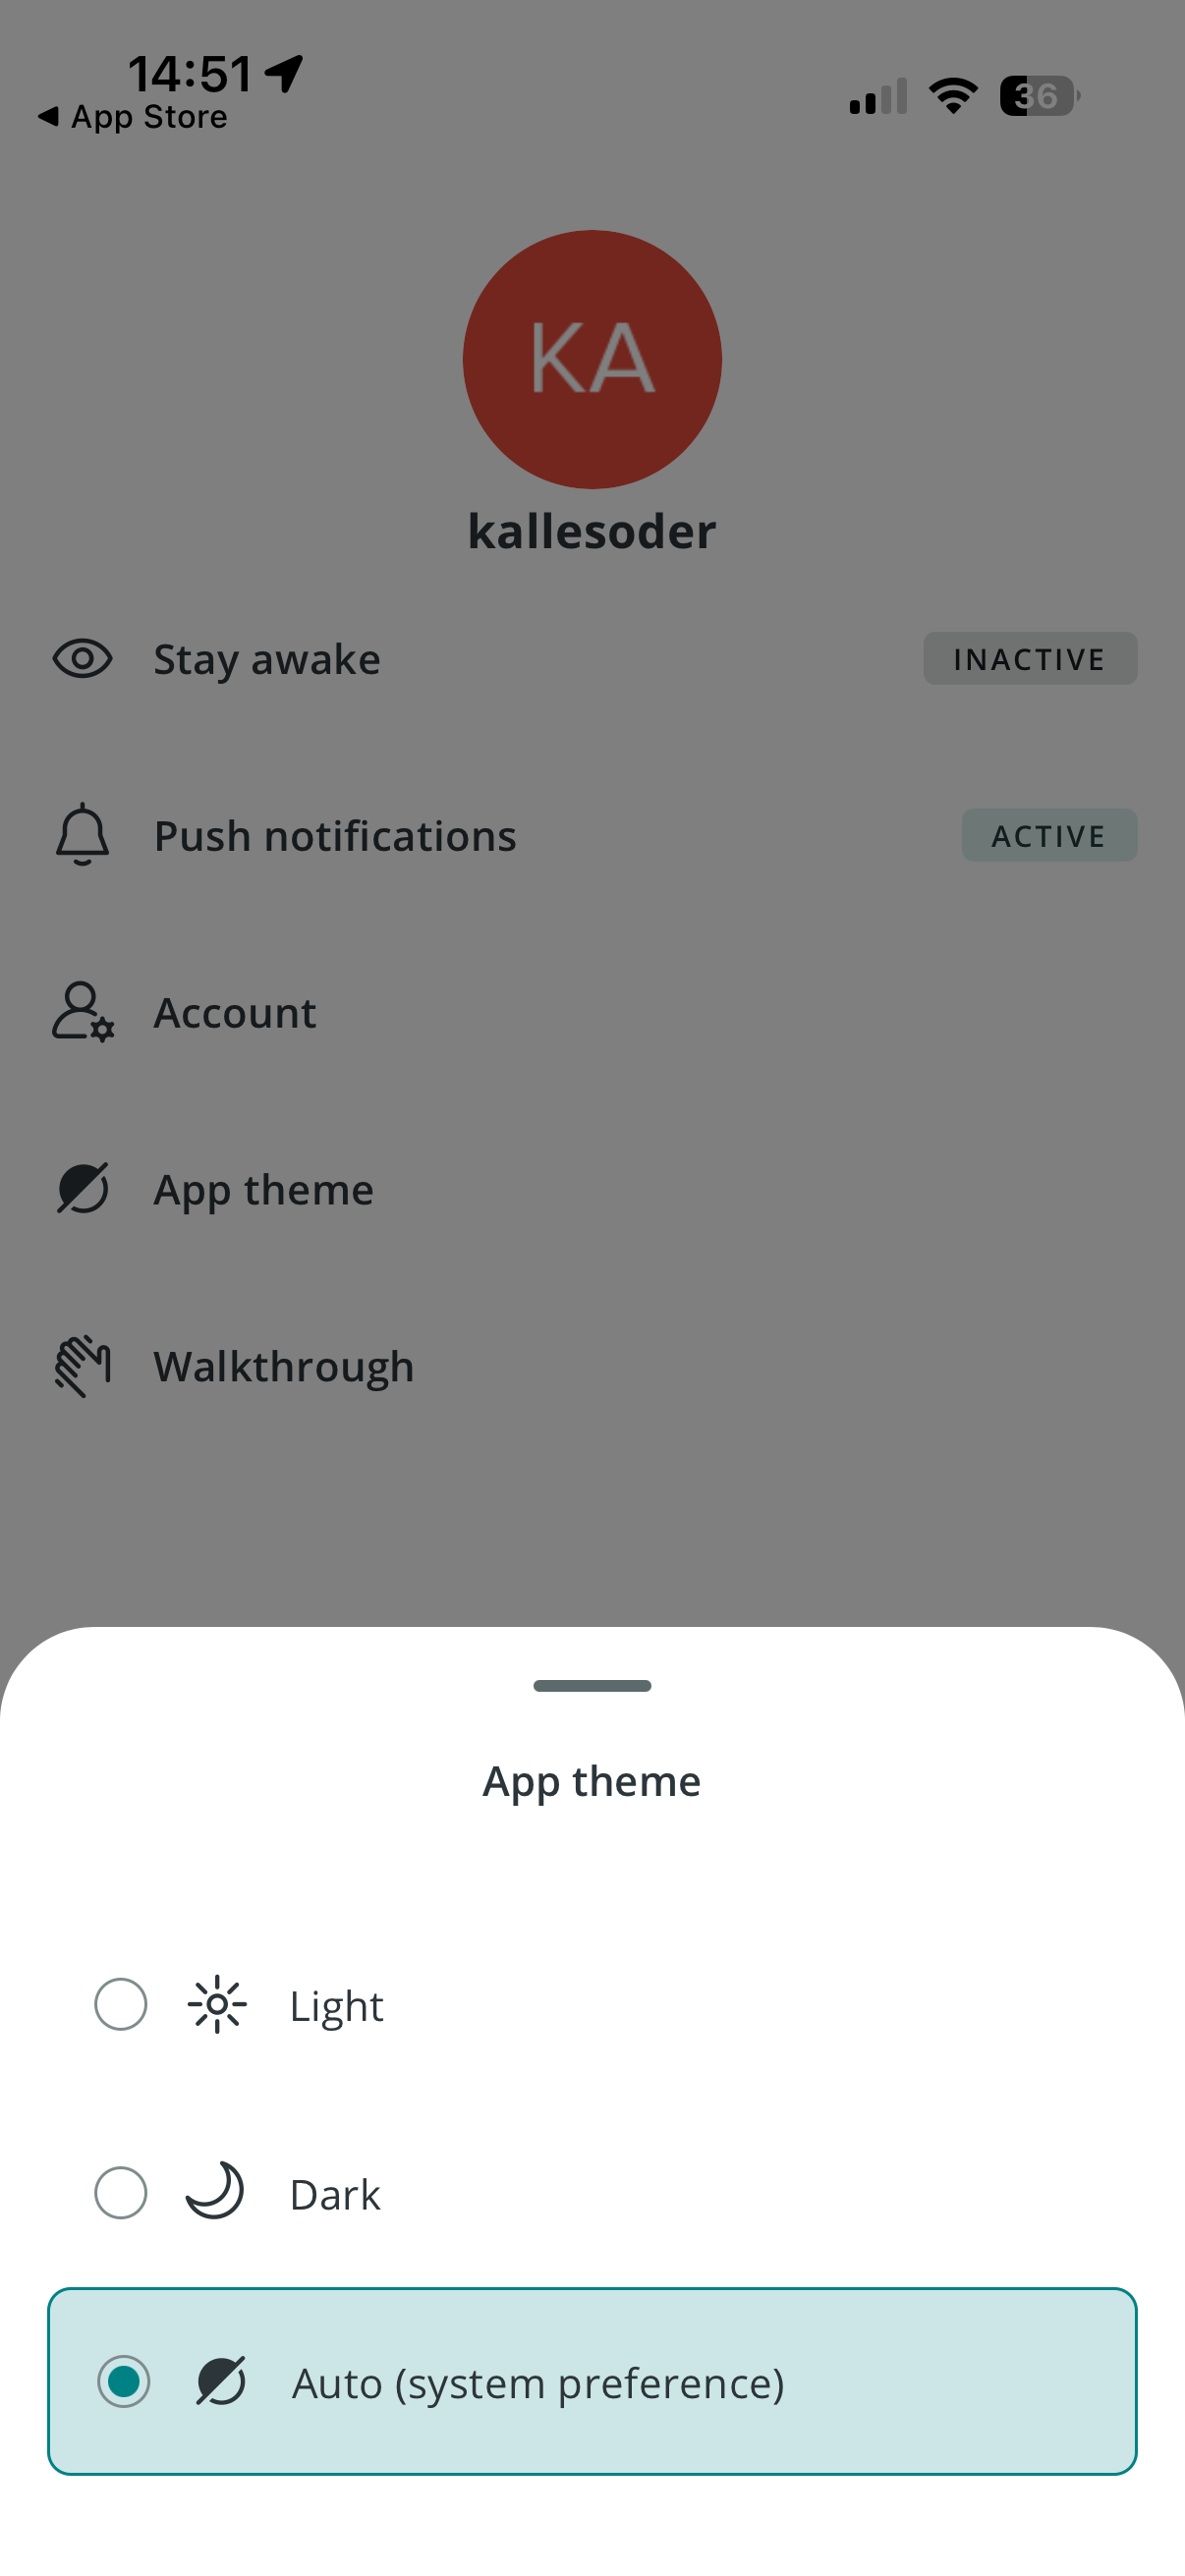 14:51
App Store
36
KA
kallesoder
Stay awake
INACTIVE
Push notifications
ACTIVE
Account
App theme
Walkthrough
App theme
Light
Dark
Auto (system preference)